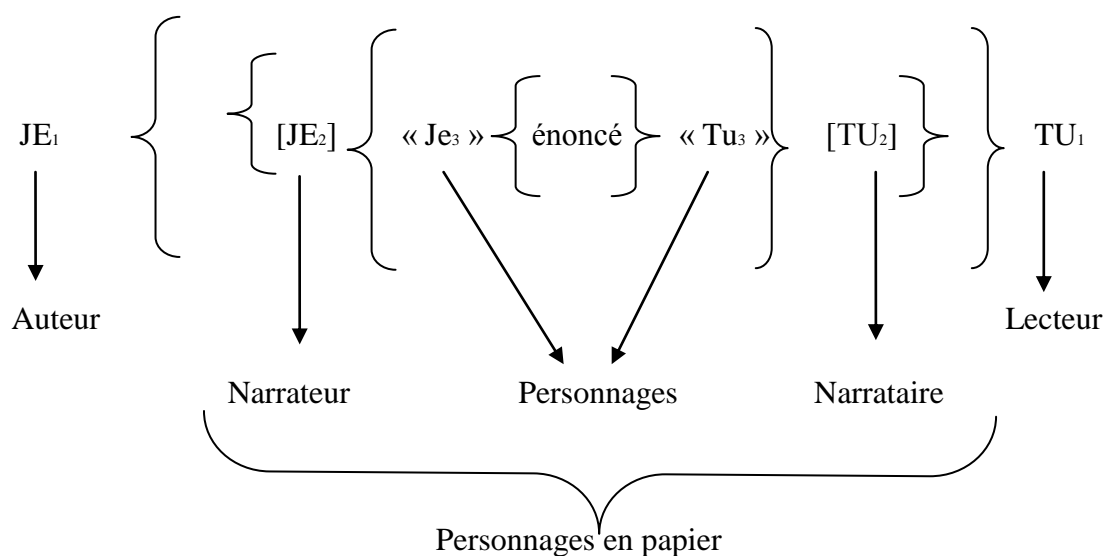 JE₁ [JE₂] « Je₃ » énoncé « Tu₃ » [TU₂] TU₁
Auteur Lecteur
Narrateur Personnages Narrataire
Personnages en papier